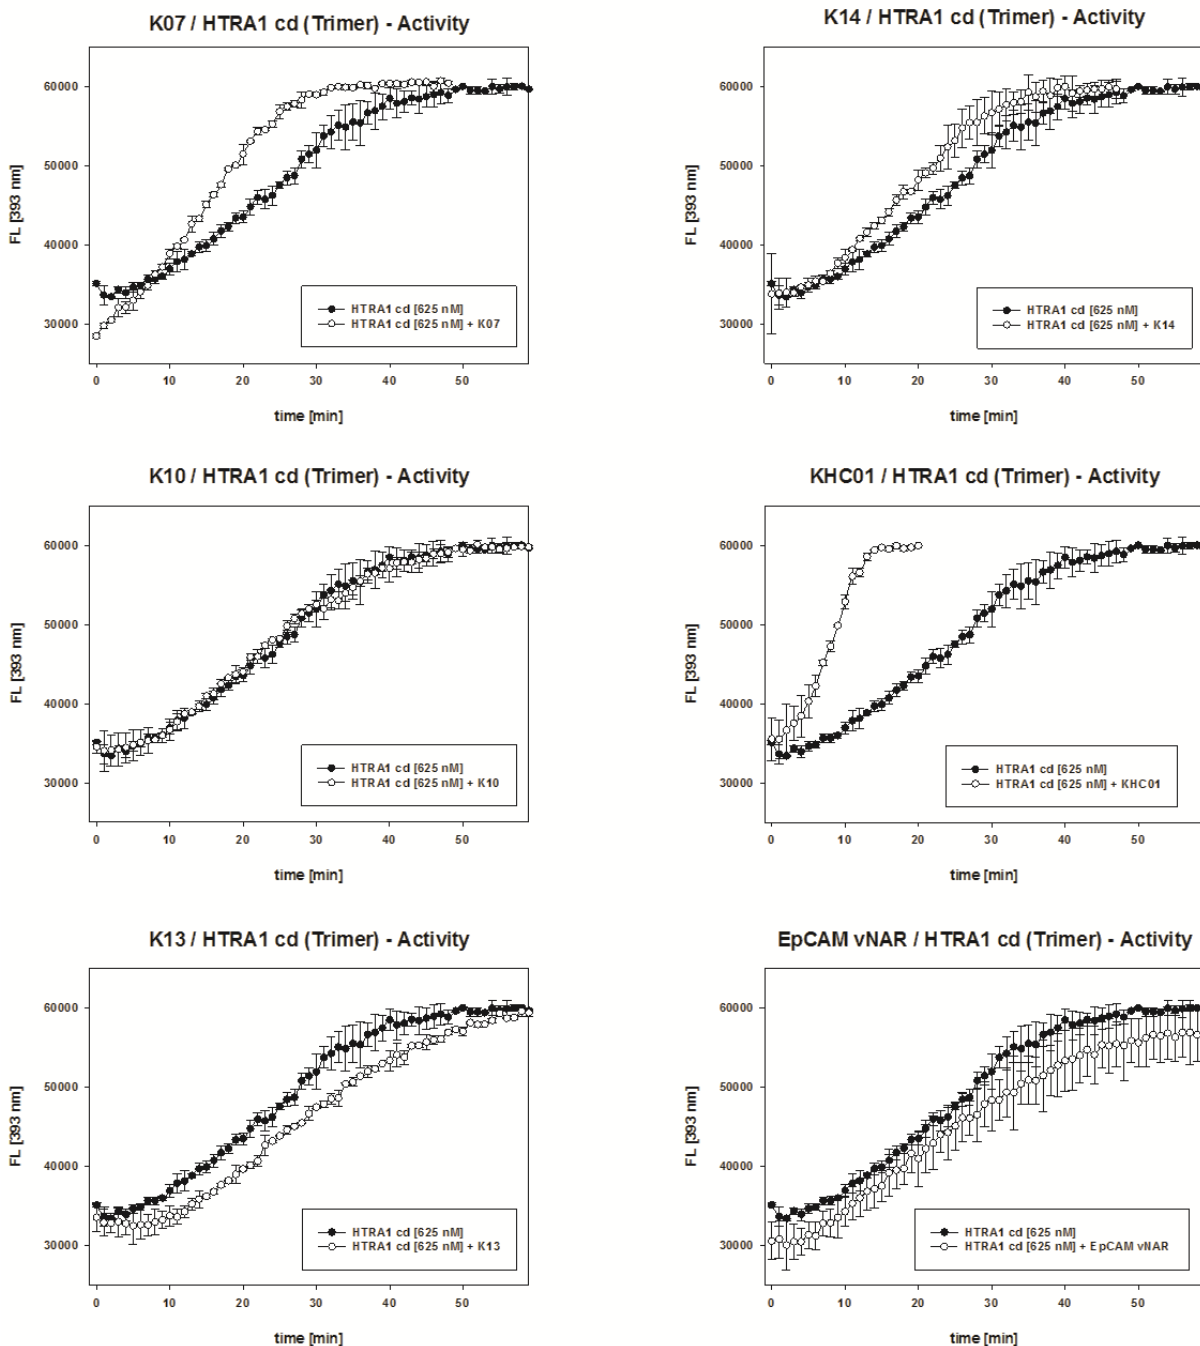 K07 / HTRA1 cd (Trimer) - Activity
FL [393 nm]
60000
50000
40000
30000
HTRA1 cd [625 nM]
HTRA1 cd [625 nM] + K07
0 10 20 30 40 50
time [min]
K14 / HTRA1 cd (Trimer) - Activity
FL [393 nm]
60000
50000
40000
30000
HTRA1 cd [625 nM]
HTRA1 cd [625 nM] + K14
0 10 20 30 40 50
time [min]
K10 / HTRA1 cd (Trimer) - Activity
FL [393 nm]
60000
50000
40000
30000
HTRA1 cd [625 nM]
HTRA1 cd [625 nM] + K10
0 10 20 30 40 50
time [min]
KHC01 / HTRA1 cd (Trimer) - Activity
FL [393 nm]
60000
50000
40000
30000
HTRA1 cd [625 nM]
HTRA1 cd [625 nM] + KHC01
0 10 20 30 40 50
time [min]
K13 / HTRA1 cd (Trimer) - Activity
FL [393 nm]
60000
50000
40000
30000
HTRA1 cd [625 nM]
HTRA1 cd [625 nM] + K13
0 10 20 30 40 50
time [min]
EpCAM vNAR / HTRA1 cd (Trimer) - Activity
FL [393 nm]
60000
50000
40000
30000
HTRA1 cd [625 nM]
HTRA1 cd [625 nM] + EpCAM vNAR
0 10 20 30 40 50
time [min]